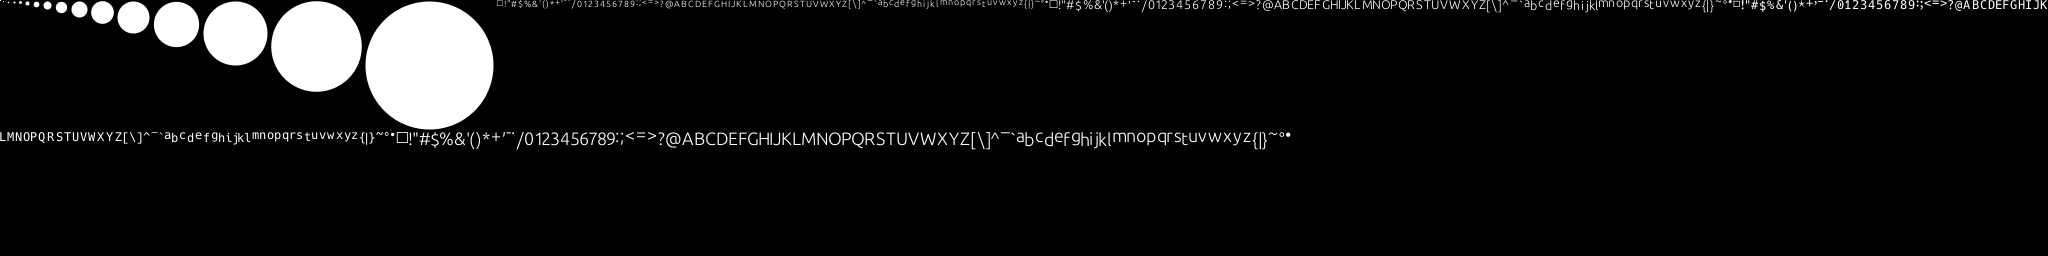 □!"#$%&'()*+,-./0123456789:;<=>?@ABCDEFGHIJKLMNOPQRSTUVWXYZ[\]^_`abcdefghijklmnopqrstuvwxyz{|}~°•□!"#$%&'()*+,-./0123456789:;<=>?@ABCDEFGHIJKLMNOPQRSTUVWXYZ[\]^_`abcdefghijklmnopqrstuvwxyz{|}~°•□!"#$%&'()*+,-./0123456789:;<=>?@ABCDEFGHIJK
LMNOPQRSTUVWXYZ[\]^_`abcdefghijklmnopqrstuvwxyz{|}~°•□!"#$%&'()*+,-./0123456789:;<=>?@ABCDEFGHIJKLMNOPQRSTUVWXYZ[\]^_`abcdefghijklmnopqrstuvwxyz{|}~°•